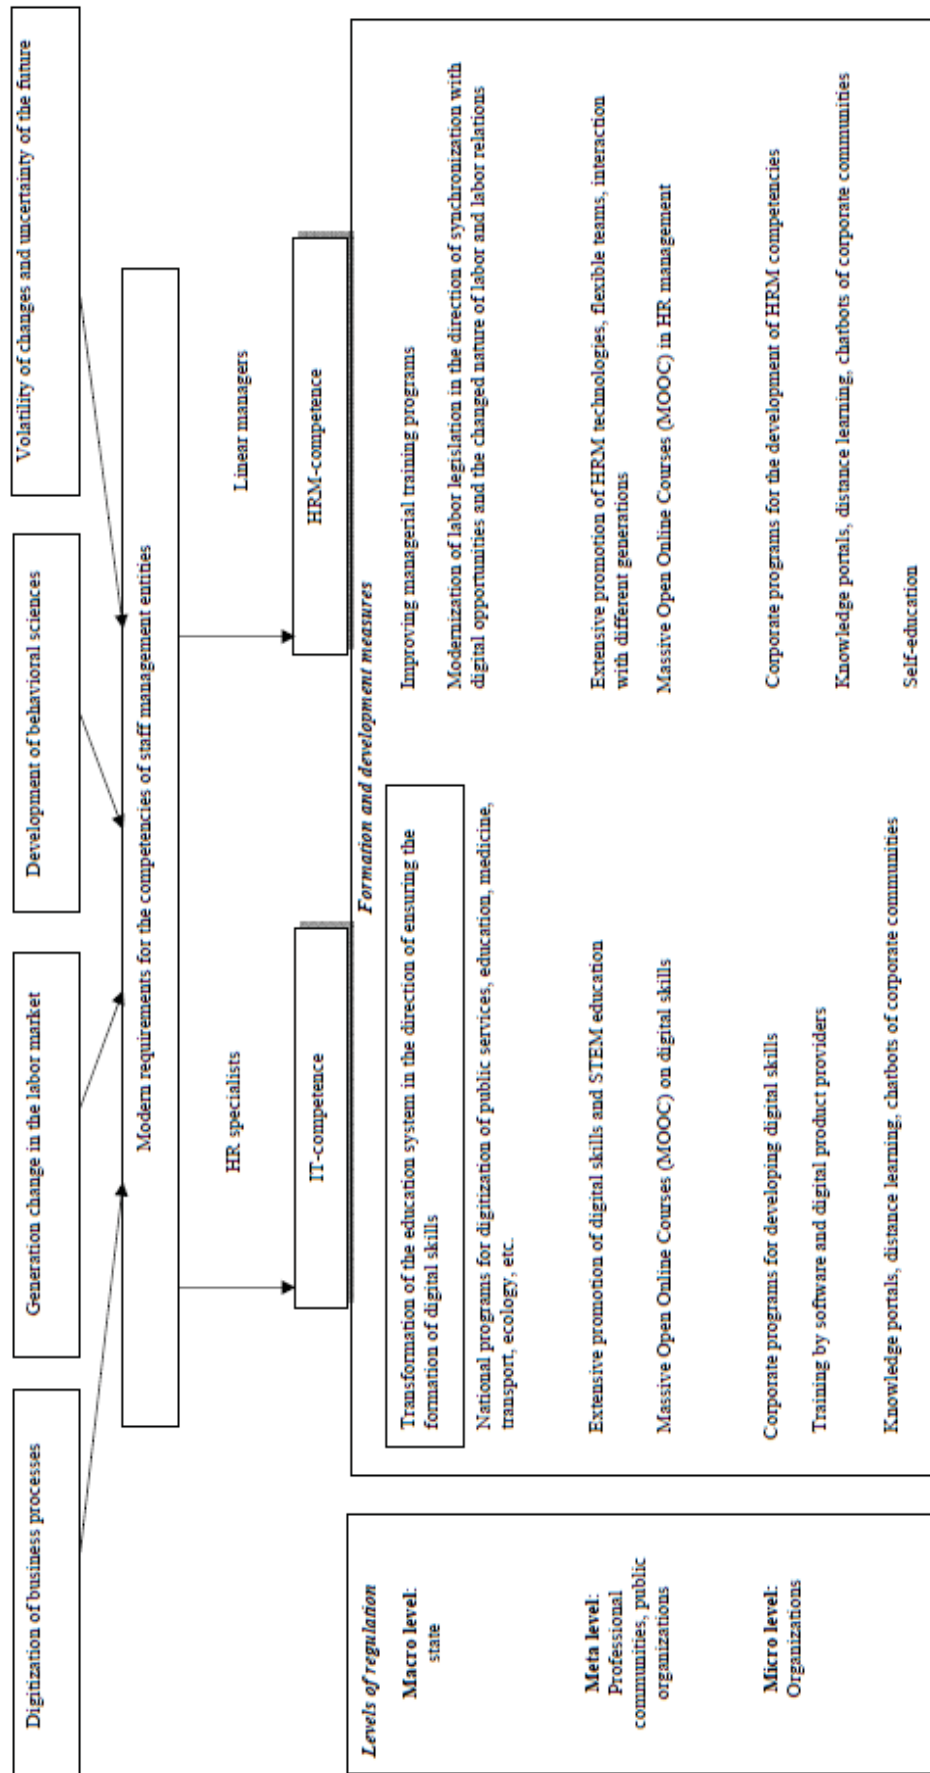 Digitization of business processes
Generation change in the labor market
Development of behavioral sciences
Volatility of changes and uncertainty of the future
Modern requirements for the competencies of staff management entities
HR specialists
Linear managers
IT-competence
HRM-competence
Levels of regulation
Formation and development measures
Macro level:
state
Transformation of the education system in the direction of ensuring the
formation of digital skills
National programs for digitization of public services, education, medicine,
transport, ecology, etc.
Improving managerial training programs
Modernization of labor legislation in the direction of synchronization with
digital opportunities and the changed nature of labor and labor relations
Meta level:
Professional
communities, public
organizations
Extensive promotion of digital skills and STEM education
Massive Open Online Courses (MOOC) on digital skills
Extensive promotion of HRM technologies, flexible teams, interaction
with different generations
Massive Open Online Courses (MOOC) in HR management
Micro level:
Organizations
Corporate programs for developing digital skills
Training by software and digital product providers
Knowledge portals, distance learning, chatbots of corporate communities
Corporate programs for the development of HRM competencies
Knowledge portals, distance learning, chatbots of corporate communities
Self-education